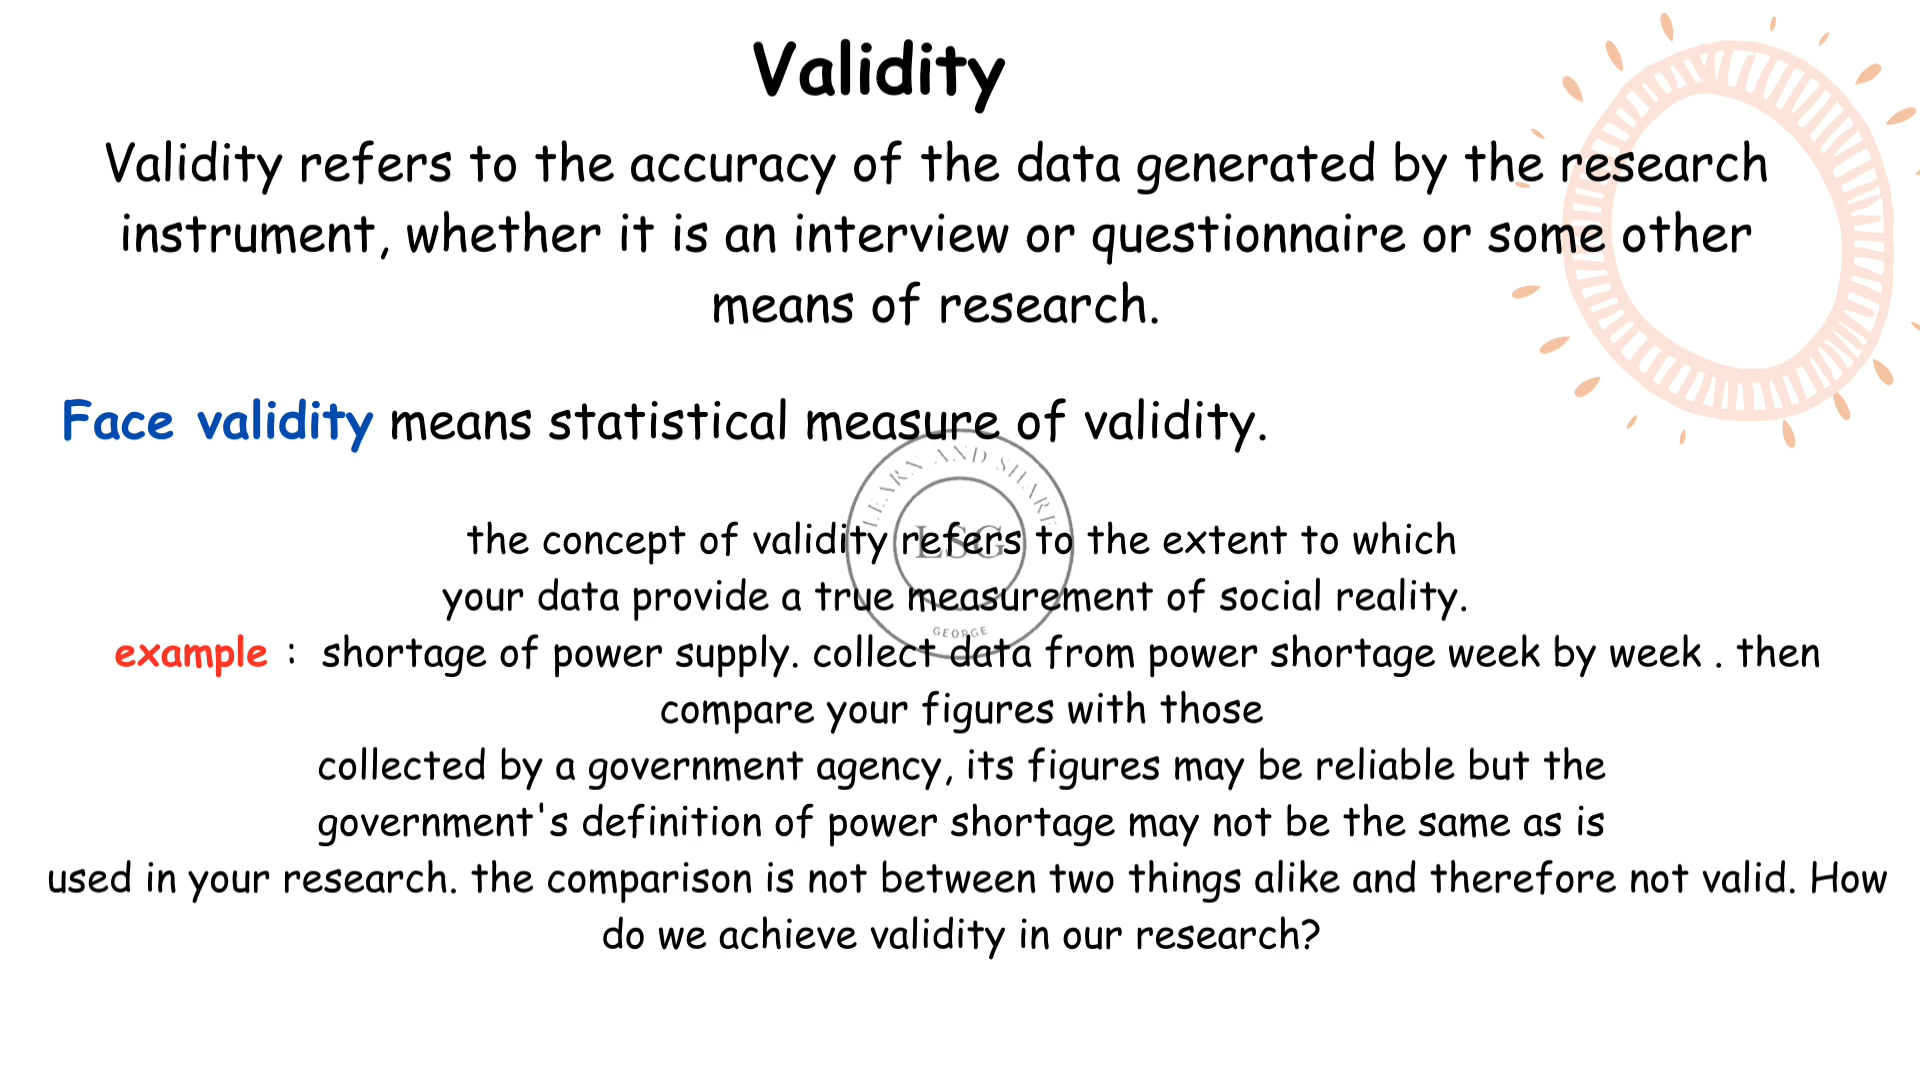 Validity
Validity refers to the accuracy of the data generated by the research
instrument, whether it is an interview or questionnaire or some other
means of research.
Face validity means statistical measure of validity.
LEARN AND SHARE
LSG
GEORGE
the concept of validity refers to the extent to which
your data provide a true measurement of social reality.
example : shortage of power supply. collect data from power shortage week by week . then
compare your figures with those
collected by a government agency, its figures may be reliable but the
government's definition of power shortage may not be the same as is
used in your research. the comparison is not between two things alike and therefore not valid. How
do we achieve validity in our research?